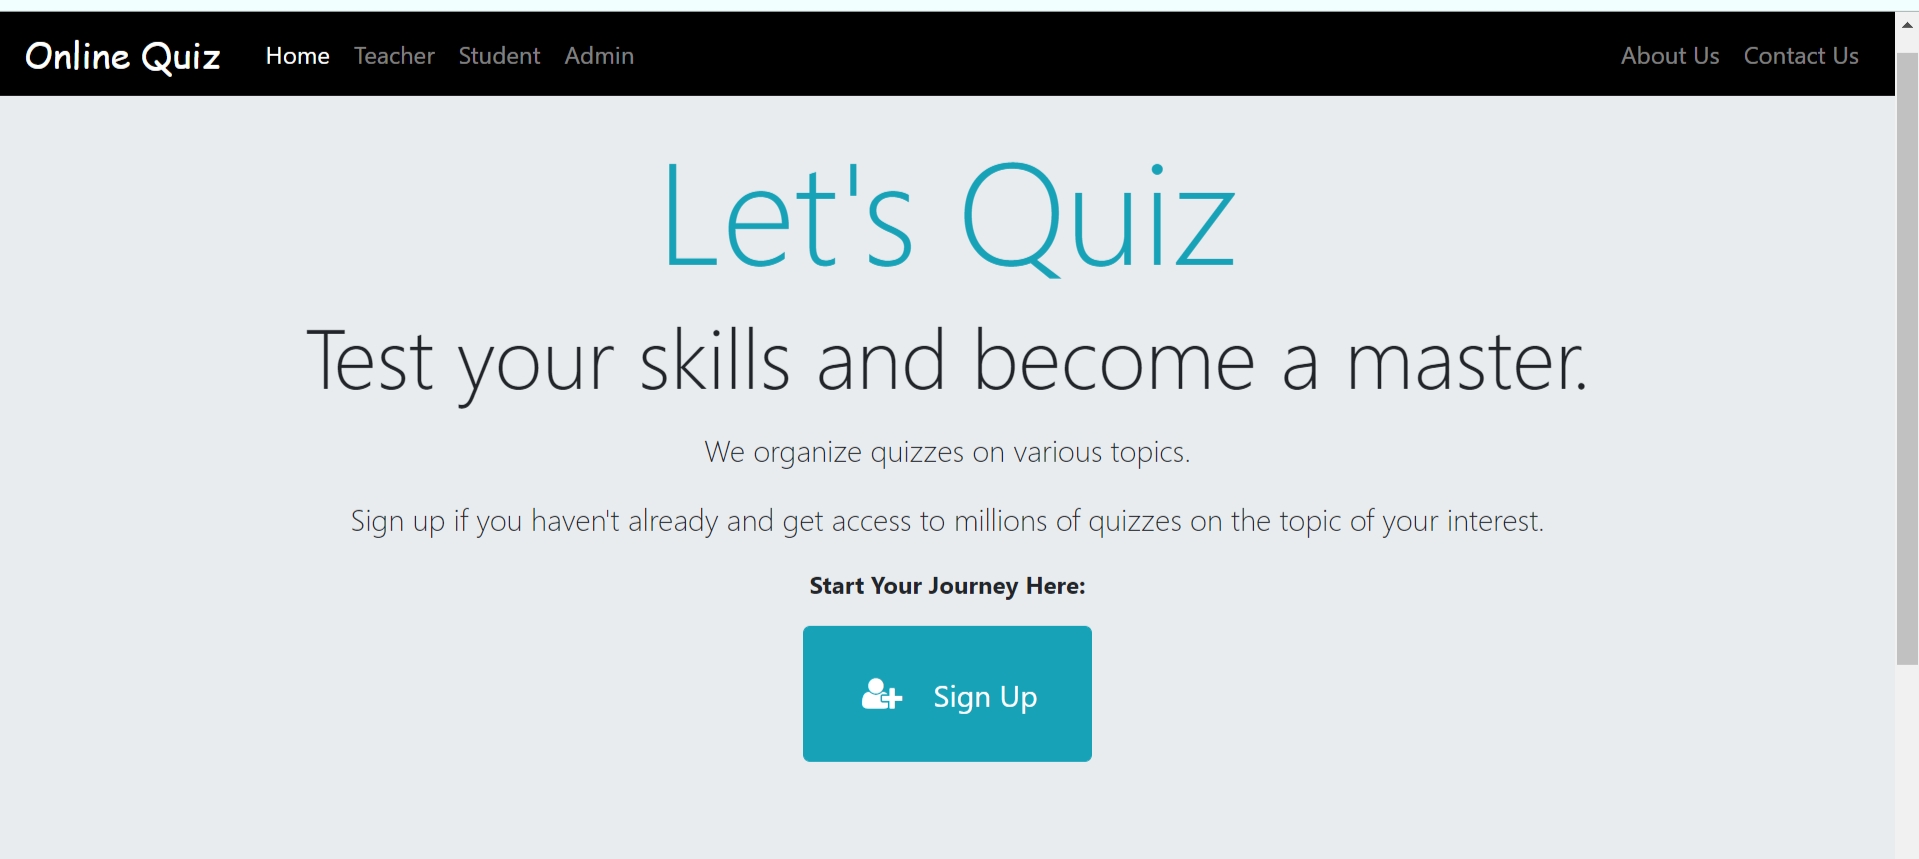 Online Quiz Home Teacher Student Admin About Us Contact Us
Let's Quiz
Test your skills and become a master.
We organize quizzes on various topics.
Sign up if you haven't already and get access to millions of quizzes on the topic of your interest.
Start Your Journey Here:
Sign Up